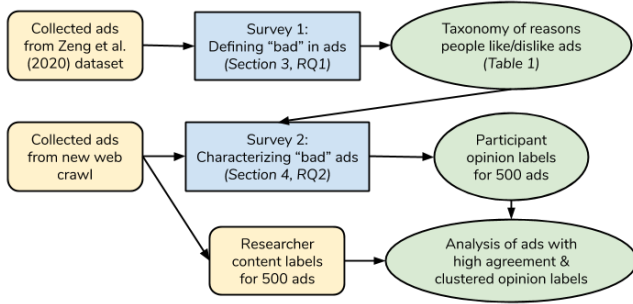 Collected ads
from Zeng et al.
(2020) dataset
Survey 1:
Defining “bad” in ads
(Section 3, RQ1)
Taxonomy of reasons
people like/dislike ads
(Table 1)
Collected ads
from new web
crawl
Survey 2:
Characterizing “bad” ads
(Section 4, RQ2)
Participant
opinion labels
for 500 ads
Researcher
content labels
for 500 ads
Analysis of ads with
high agreement &
clustered opinion labels